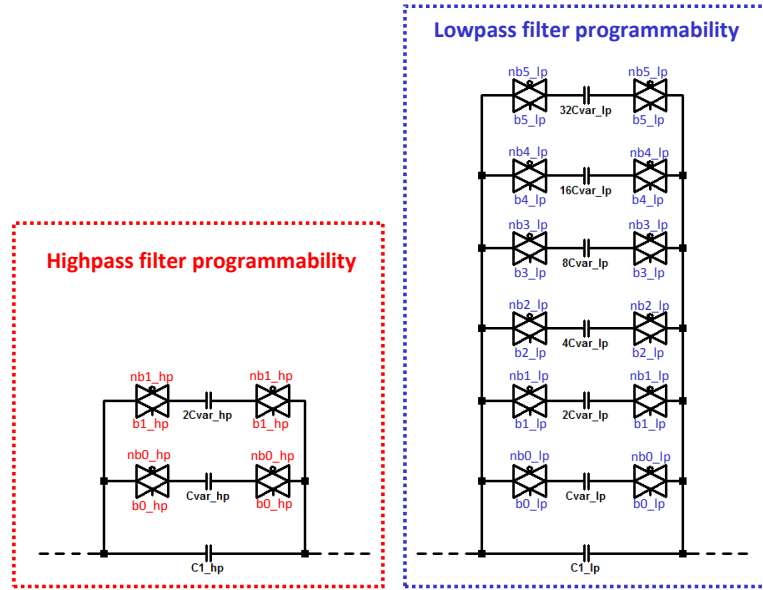 Lowpass filter programmability
nb5_lp nb5_lp
32Cvar_lp
b5_lp b5_lp
nb4_lp nb4_lp
16Cvar_lp
b4_lp b4_lp
nb3_lp nb3_lp
8Cvar_lp
b3_lp b3_lp
nb2_lp nb2_lp
4Cvar_lp
b2_lp b2_lp
nb1_lp nb1_lp
2Cvar_lp
b1_lp b1_lp
nb0_lp nb0_lp
Cvar_lp
b0_lp b0_lp
C1_lp
Highpass filter programmability
nb1_hp nb1_hp
2Cvar_hp
b1_hp b1_hp
nb0_hp nb0_hp
Cvar_hp
b0_hp b0_hp
C1_hp